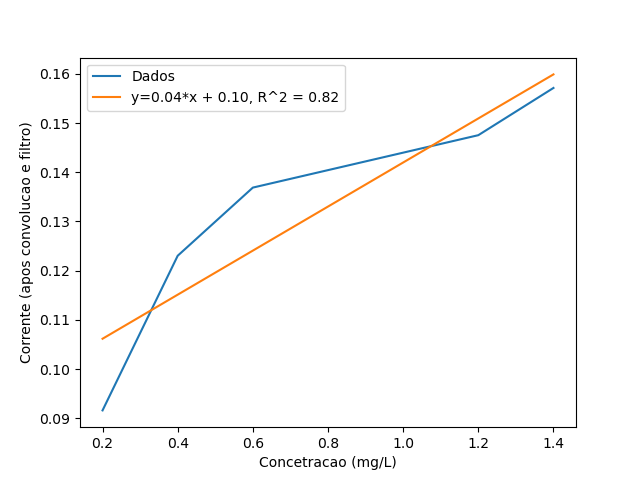 Dados
y=0.04*x + 0.10, R^2 = 0.82
0.16
0.15
0.14
0.13
0.12
0.11
0.10
0.09
Corrente (apos convolucao e filtro)
0.2 0.4 0.6 0.8 1.0 1.2 1.4
Concetracao (mg/L)